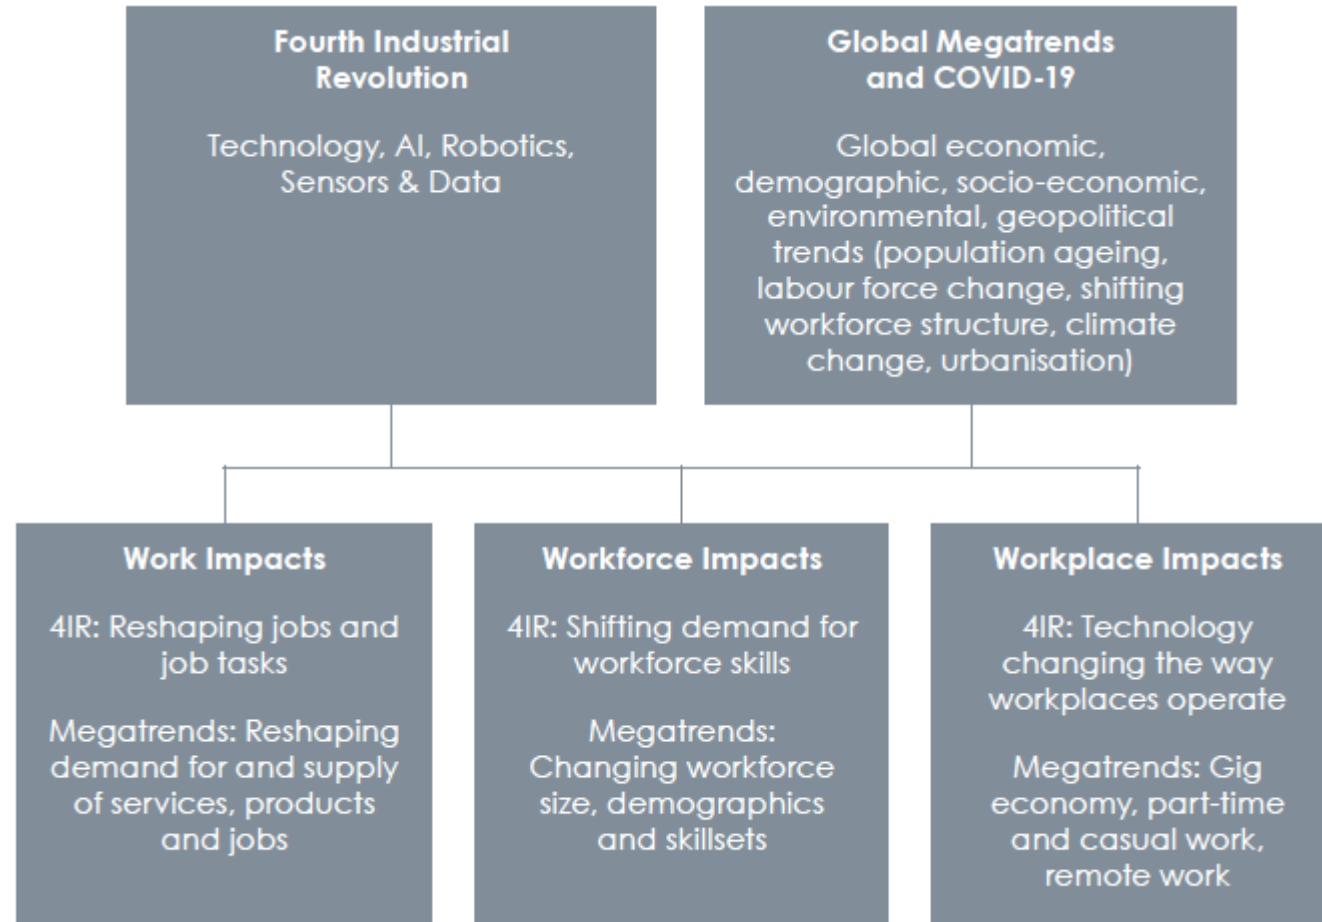 Fourth Industrial
Revolution
Technology, AI, Robotics,
Sensors & Data
Global Megatrends
and COVID-19
Global economic,
demographic, socio-economic,
environmental, geopolitical
trends (population ageing,
labour force change, shifting
workforce structure, climate
change, urbanisation)
Work Impacts
4IR: Reshaping jobs and
job tasks
Megatrends: Reshaping
demand for and supply
of services, products
and jobs
Workforce Impacts
4IR: Shifting demand for
workforce skills
Megatrends:
Changing workforce
size, demographics
and skillsets
Workplace Impacts
4IR: Technology
changing the way
workplaces operate
Megatrends: Gig
economy, part-time
and casual work,
remote work